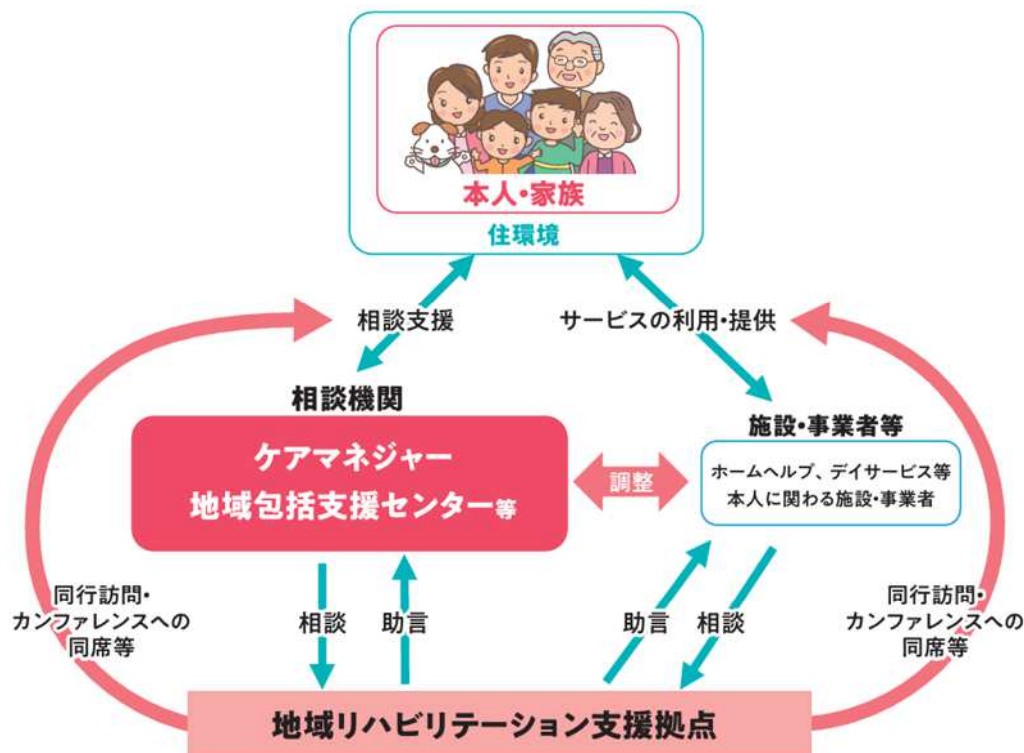 本人・家族
住環境
相談支援
サービスの利用・提供
相談機関
ケアマネジャー
地域包括支援センター等
調整
施設・事業者等
ホームヘルプ、デイサービス等
本人に関わる施設・事業者
同行訪問・
カンファレンスへの
同席等
相談
助言
助言
相談
同行訪問・
カンファレンスへの
同席等
地域リハビリテーション支援拠点